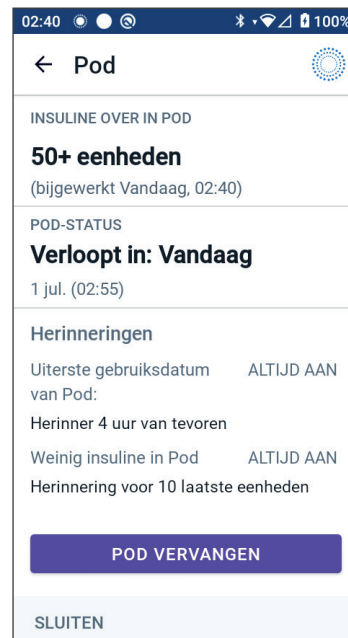 02:40 100%
Pod
INSULINE OVER IN POD
50+ eenheden
(bijgewerkt Vandaag, 02:40)
POD-STATUS
Verloopt in: Vandaag
1 jul. (02:55)
Herinneringen
Uiterste gebruiksdatum ALTIJD AAN
van Pod:
Herinner 4 uur van tevoren
Weinig insuline in Pod ALTIJD AAN
Herinnering voor 10 laatste eenheden
POD VERVANGEN
SLUITEN